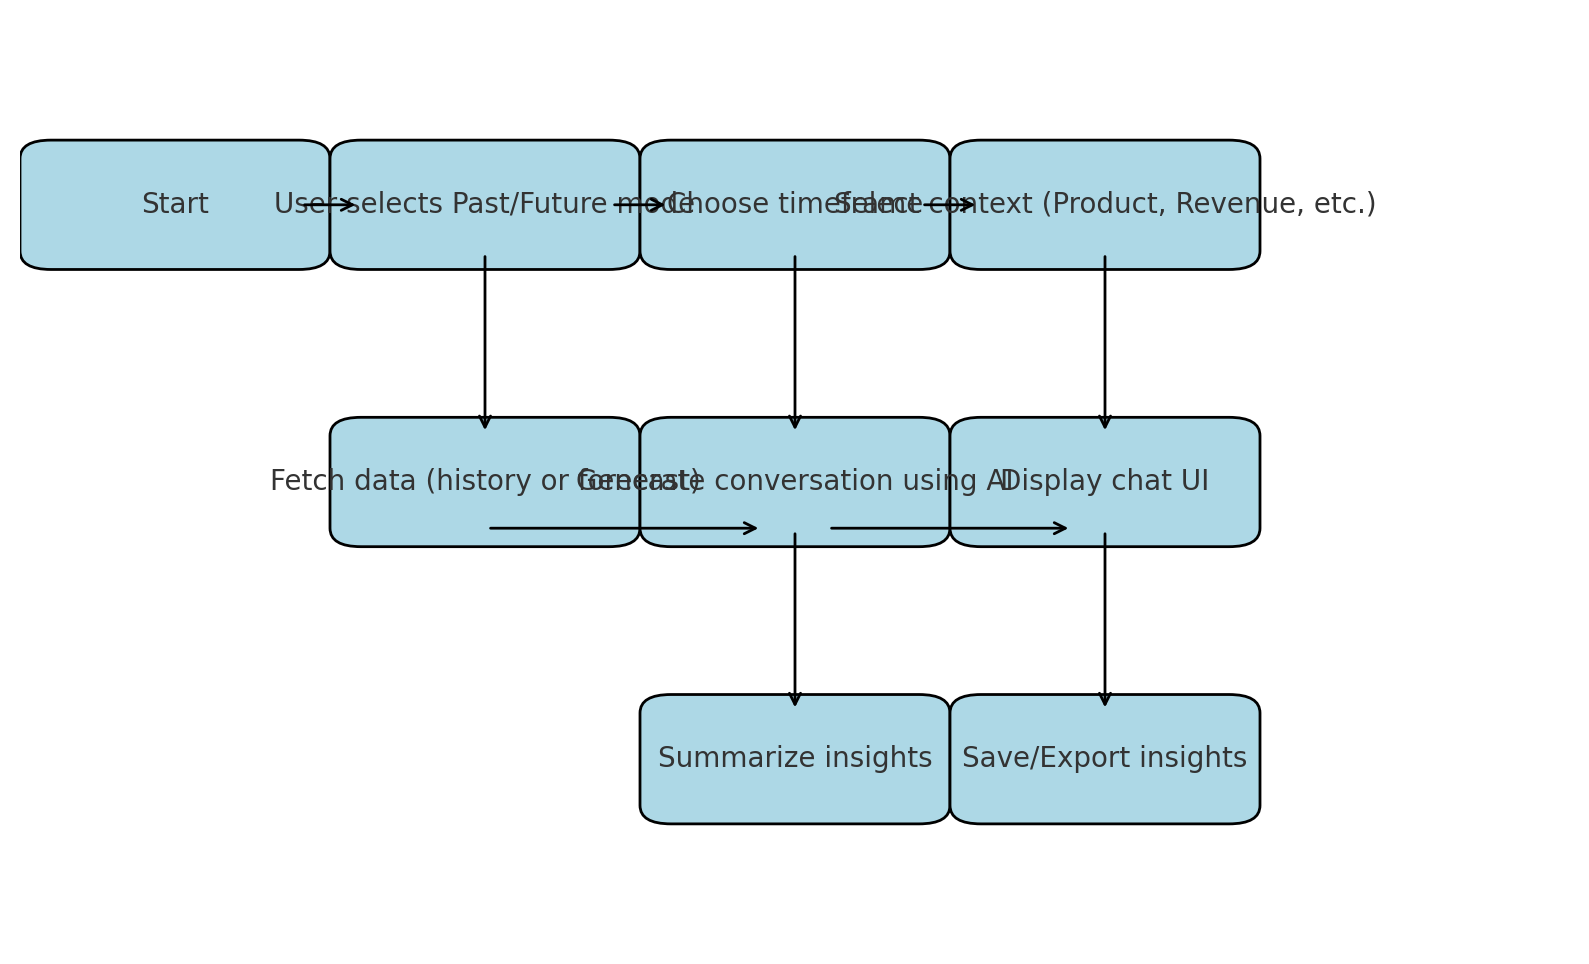 Start
User selects Past/Future mode
Choose timeframe
Select context (Product, Revenue, etc.)
Fetch data (history or forecast)
Generate conversation using AI
Display chat UI
Summarize insights
Save/Export insights